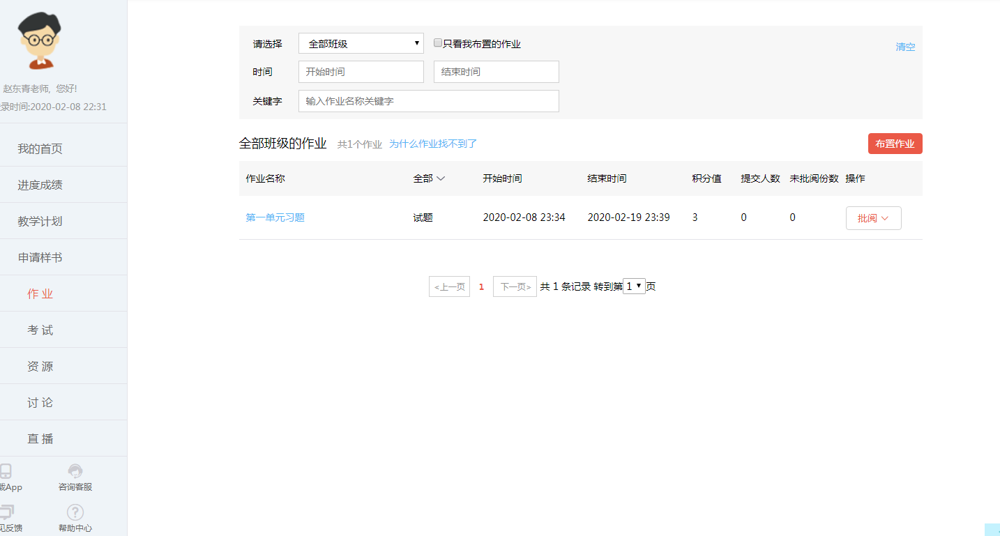 赵东青老师, 您好!
录时间:2020-02-08 22:31
我的首页
进度成绩
教学计划
申请样书
作 业
考 试
资 源
讨 论
直 播
载App
咨询客服
见反馈
帮助中心
请选择 全部班级 只看我布置的作业 清空
时间 开始时间 结束时间
关键字 输入作业名称关键字
全部班级的作业 共1个作业 为什么作业找不到了 布置作业
作业名称 全部 开始时间 结束时间 积分值 提交人数 未批阅份数 操作
第一单元习题 试题 2020-02-08 23:34 2020-02-19 23:39 3 0 0 批阅
<上一页 1 下一页> 共 1 条记录 转到第 1 页